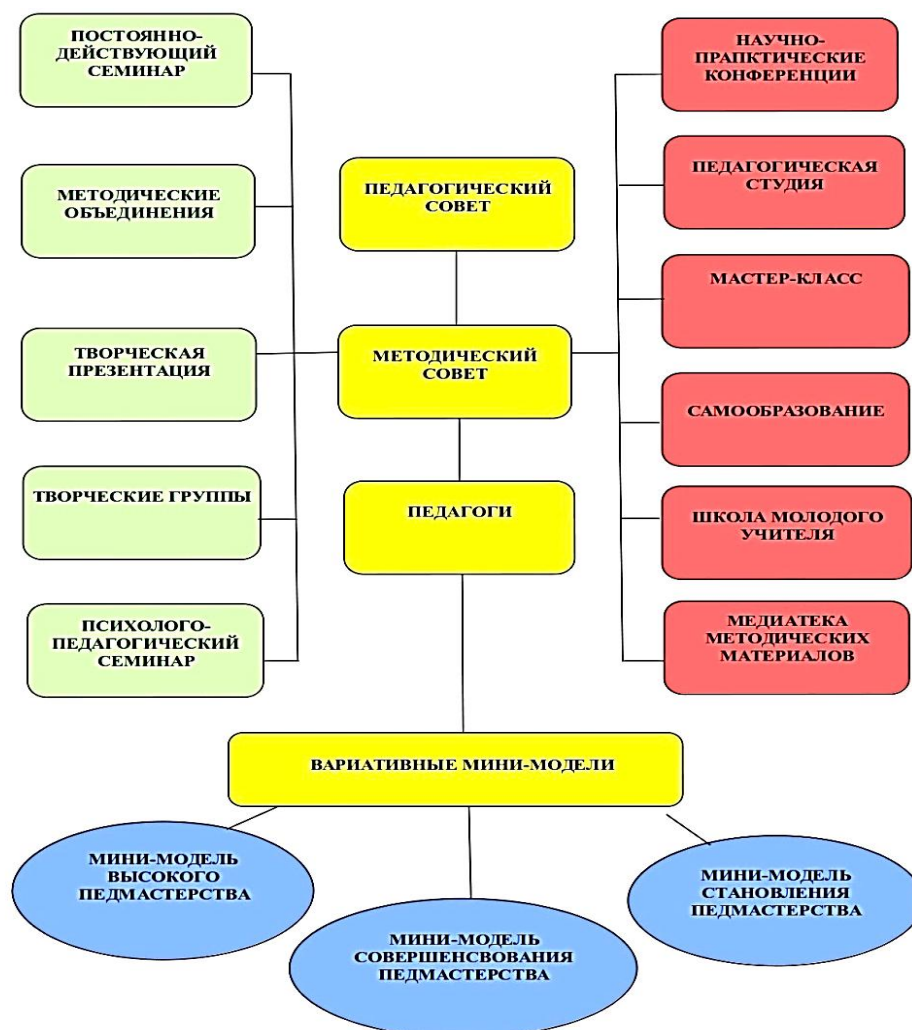 ПОСТОЯННО-
ДЕЙСТВУЮЩИЙ
СЕМИНАР
МЕТОДИЧЕСКИЕ
ОБЪЕДИНЕНИЯ
ТВОРЧЕСКАЯ
ПРЕЗЕНТАЦИЯ
ТВОРЧЕСКИЕ ГРУППЫ
ПСИХОЛОГО-
ПЕДАГОГИЧЕСКИЙ
СЕМИНАР
ПЕДАГОГИЧЕСКИЙ
СОВЕТ
МЕТОДИЧЕСКИЙ
СОВЕТ
ПЕДАГОГИ
НАУЧНО-
ПРАПКТИЧЕСКИЕ
КОНФЕРЕНЦИИ
ПЕДАГОГИЧЕСКАЯ
СТУДИЯ
МАСТЕР-КЛАСС
САМООБРАЗОВАНИЕ
ШКОЛА МОЛОДОГО
УЧИТЕЛЯ
МЕДИАТЕКА
МЕТОДИЧЕСКИХ
МАТЕРИАЛОВ
ВАРИАТИВНЫЕ МИНИ-МОДЕЛИ
МИНИ-МОДЕЛЬ
ВЫСОКОГО
ПЕДМАСТЕРСТВА
МИНИ-МОДЕЛЬ
СОВЕРШЕНСВОВАНИЯ
ПЕДМАСТЕРСТВА
МИНИ-МОДЕЛЬ
СТАНОВЛЕНИЯ
ПЕДМАСТЕРСТВА